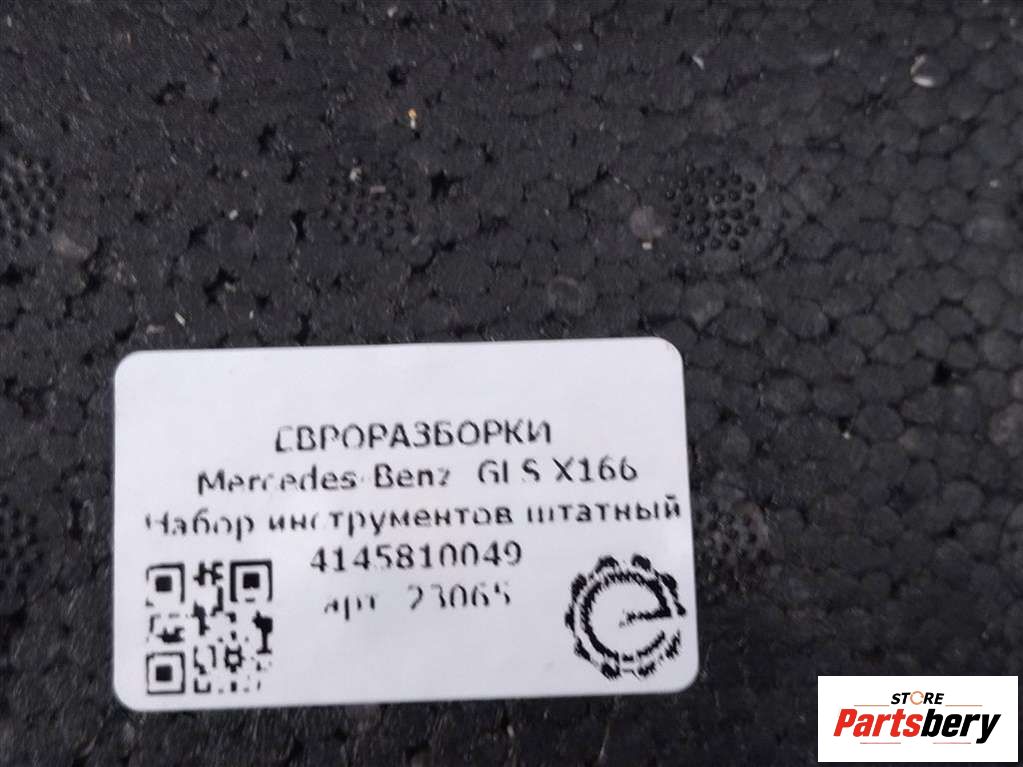 ЕВРОРАЗБОРКИ
Mercedes-Benz GLS X166
Набор инструментов штатный
4145810049
арт. 23065
STORE
Partsbery